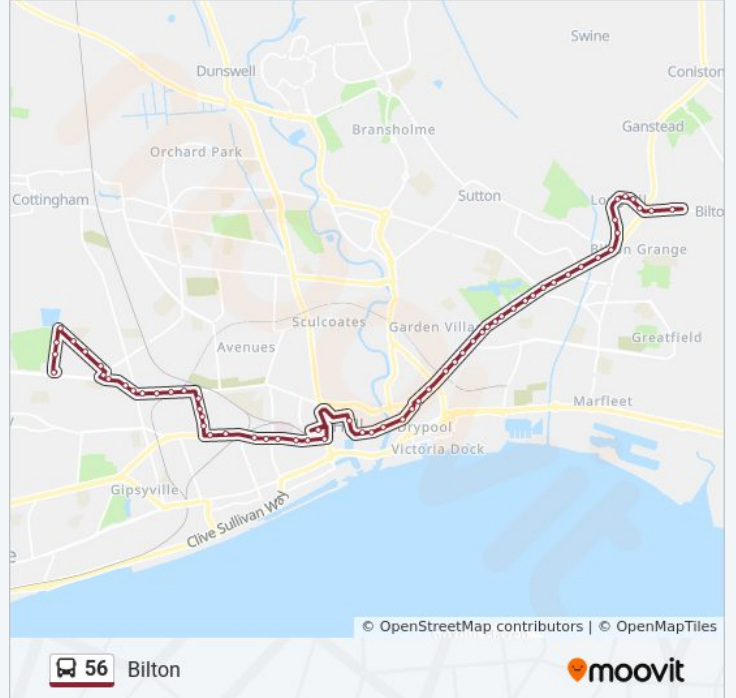 Swine
Dunswell
Coniston
Bransholme
Ganstead
Orchard Park
Cottingham
Sutton
Bilto
Grange
Sculcoates
Garden Villa
Greatfield
Avenues
Marfleet
Drypool
Victoria Dock
Gipsyville
Clive Sullivan Way
© OpenStreetMap contributors | © OpenMapTiles
56 Bilton
moovit